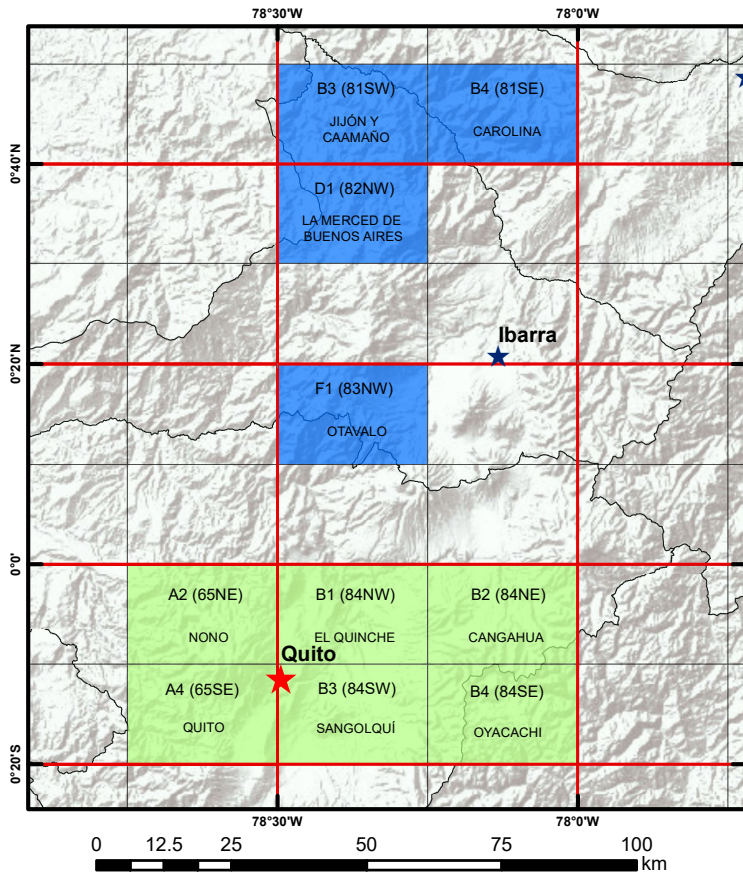 78°30'W 78°0'W
B3 (81SW) B4 (81SE)
JIJÓN Y
CAAMAÑO
CAROLINA
0°40'N
D1 (82NW)
LA MERCED DE
BUENOS AIRES
Ibarra
0°20'N
F1 (83NW)
OTAVALO
0°0'
A2 (65NE) B1 (84NW) B2 (84NE)
NONO EL QUINCHE CANGAHUA
Quito
A4 (65SE) B3 (84SW) B4 (84SE)
QUITO SANGOLQUÍ OYACACHI
0°20'S
78°30'W 78°0'W
0 12.5 25 50 75 100
km